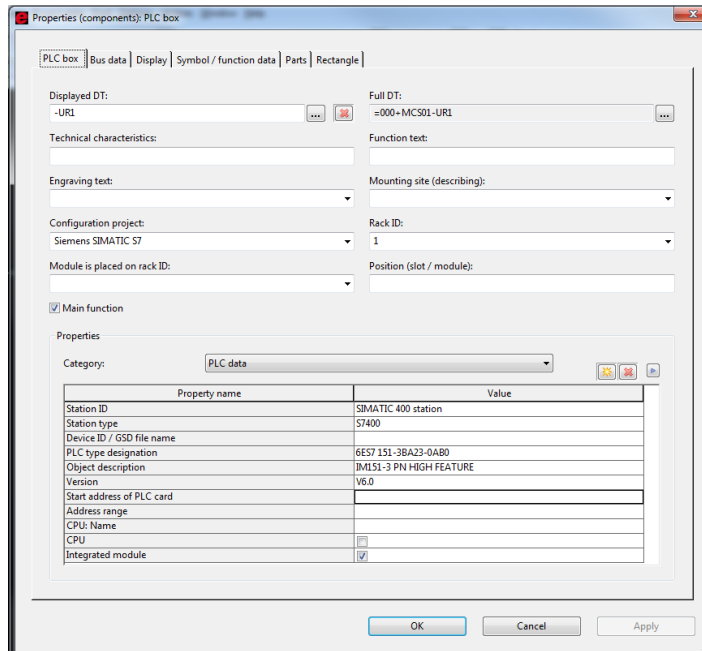 Properties (components): PLC box
PLC box Bus data Display Symbol / function data Parts Rectangle
Displayed DT: Full DT:
-UR1 ... =000+MCS01-UR1 ...
Technical characteristics: Function text:
Engraving text: Mounting site (describing):
Configuration project: Rack ID:
Siemens SIMATIC S7 1
Module is placed on rack ID: Position (slot / module):
Main function
Properties
Category: PLC data
Property name Value
Station ID SIMATIC 400 station
Station type S7400
Device ID / GSD file name
PLC type designation 6ES7 151-3BA23-0AB0
Object description IM151-3 PN HIGH FEATURE
Version V6.0
Start address of PLC card
Address range
CPU: Name
CPU
Integrated module
OK Cancel Apply